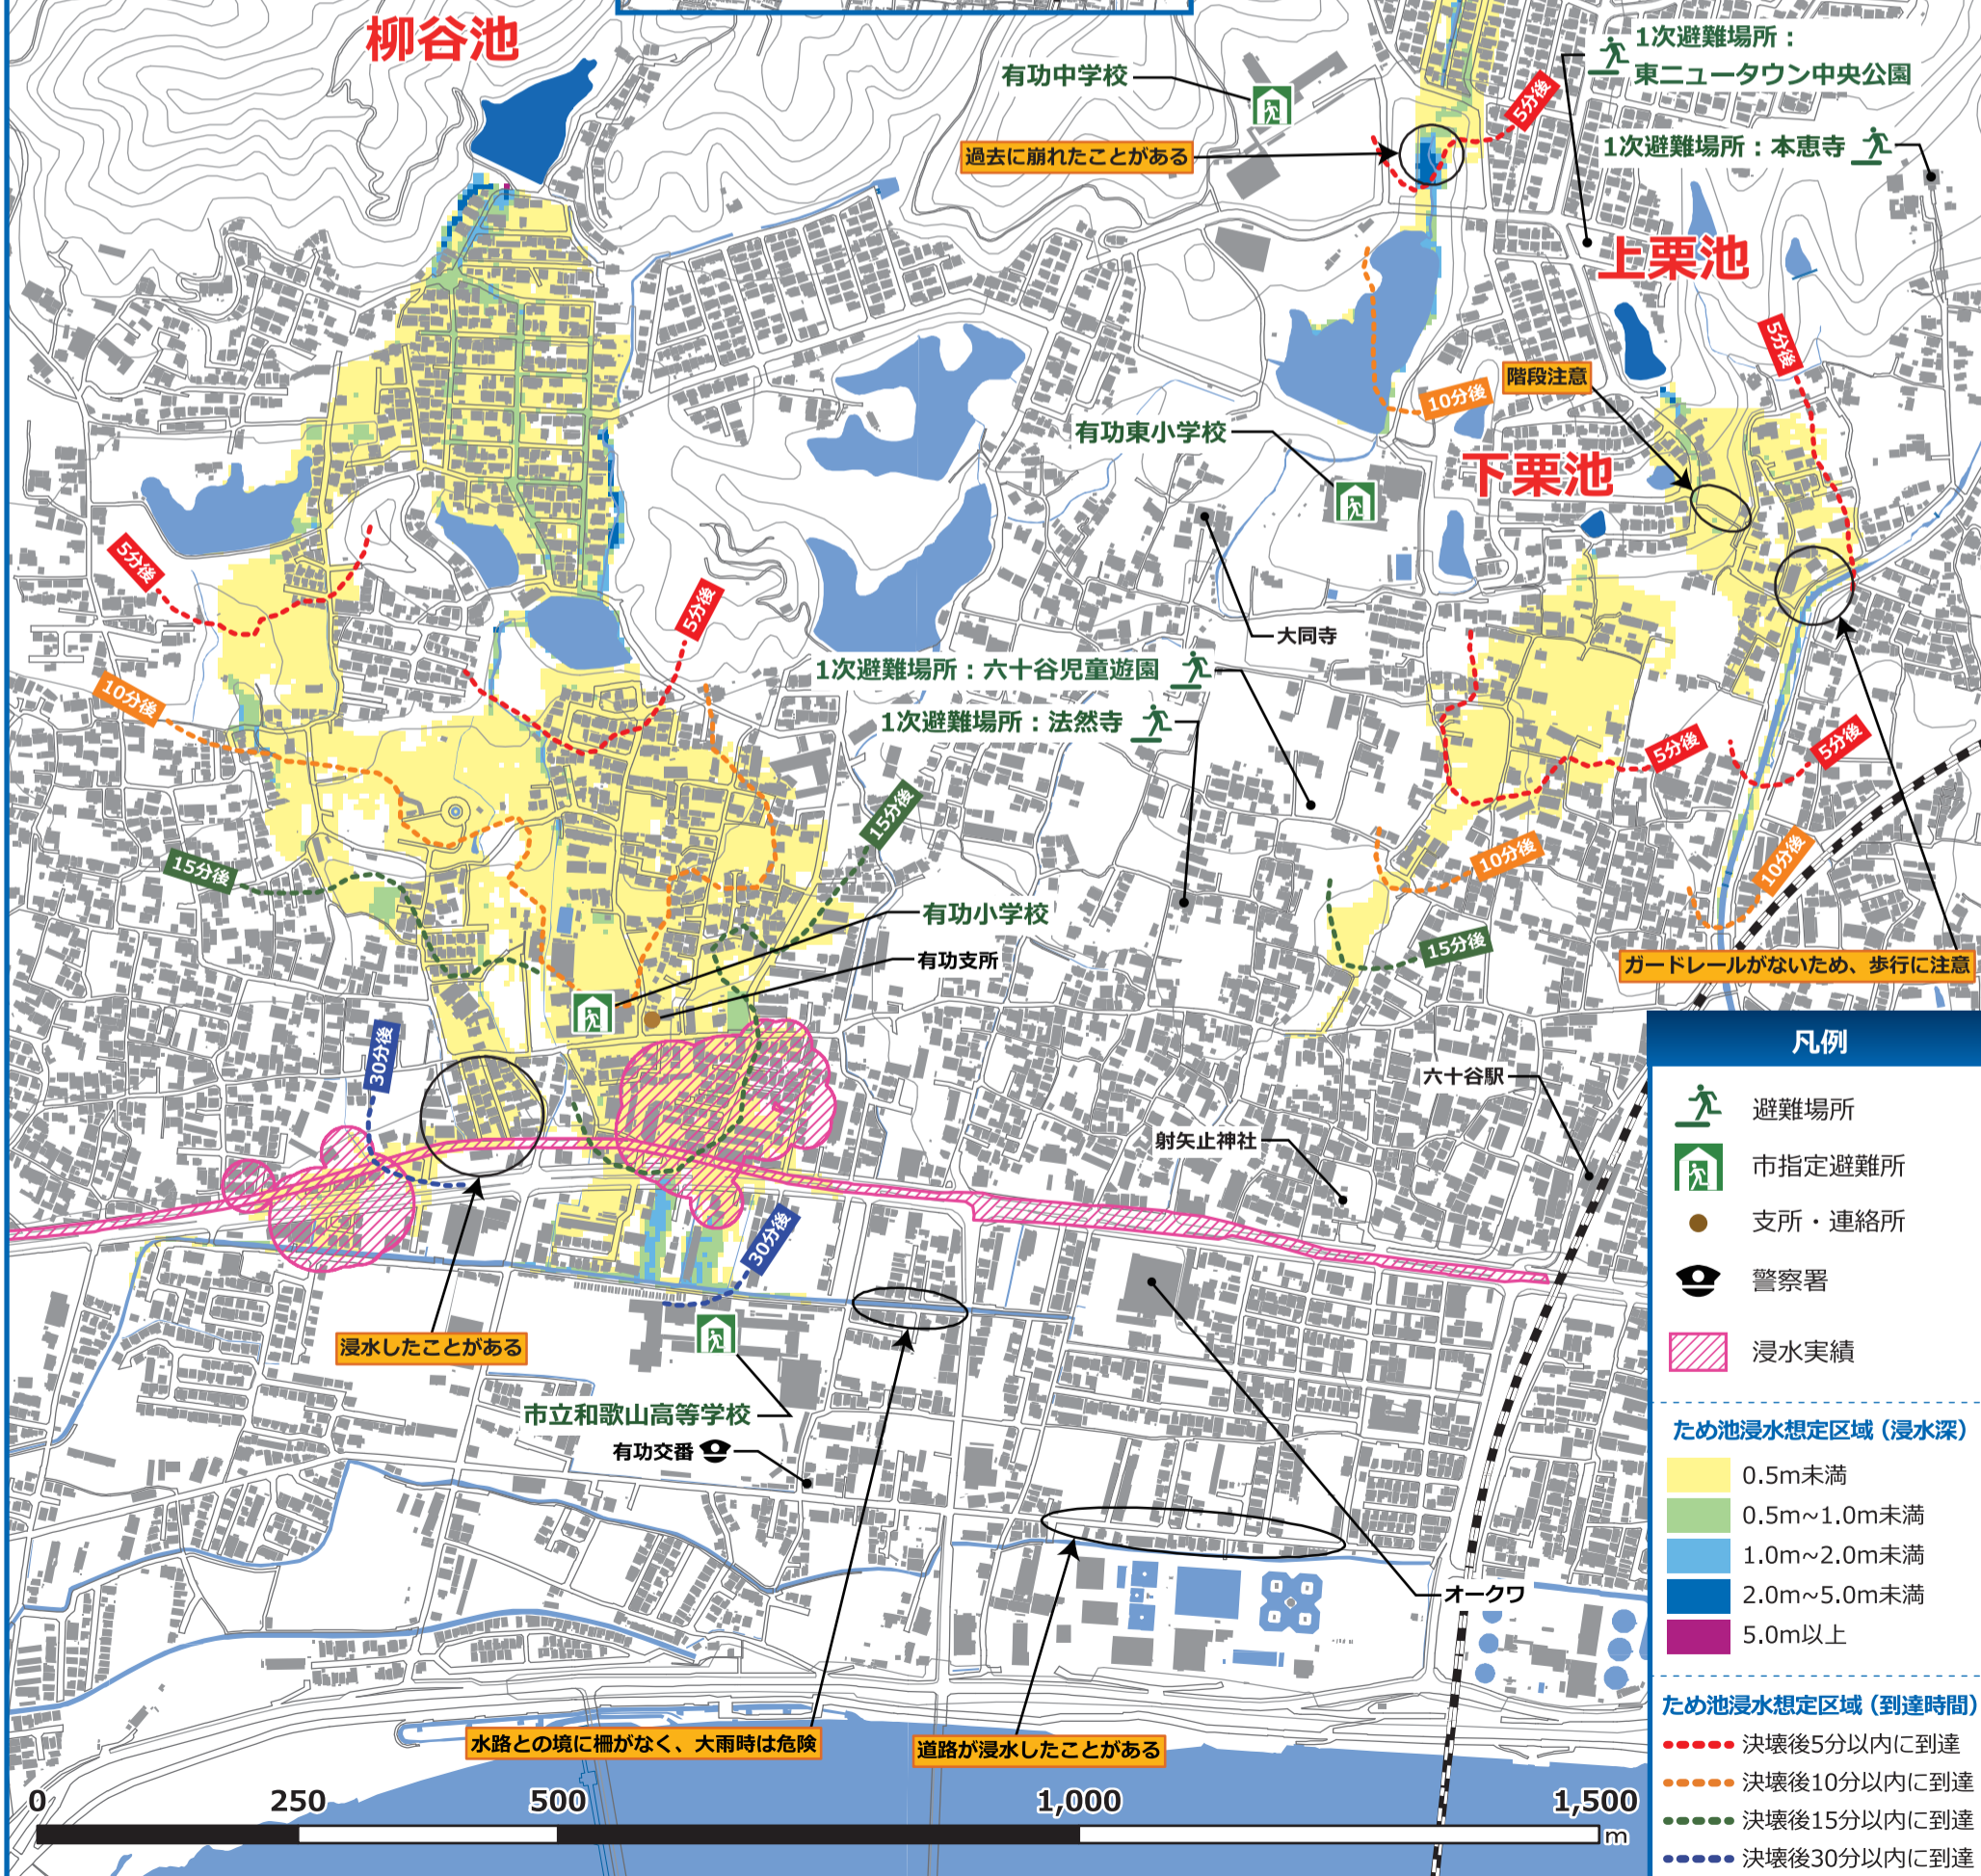 柳谷池
有功中学校
過去に崩れたことがある
5分後
1次避難場所：
東ニュータウン中央公園
1次避難場所：本恵寺
上栗池
5分後
階段注意
10分後
有功東小学校
下栗池
5分後
5分後
大同寺
1次避難場所：六十谷児童遊園
1次避難場所：法然寺
10分後
5分後
5分後
15分後
10分後
10分後
15分後
有功小学校
有功支所
15分後
ガードレールがないため、歩行に注意
30分後
六十谷駅
射矢止神社
30分後
浸水したことがある
市立和歌山高等学校
有功交番
オークワ
水路との境に柵がなく、大雨時は危険
道路が浸水したことがある
0 250 500 1,000 1,500
m
凡例
避難場所
市指定避難所
支所・連絡所
警察署
浸水実績
ため池浸水想定区域（浸水深）
0.5m未満
0.5m~1.0m未満
1.0m~2.0m未満
2.0m~5.0m未満
5.0m以上
ため池浸水想定区域（到達時間）
決壊後5分以内に到達
決壊後10分以内に到達
決壊後15分以内に到達
決壊後30分以内に到達